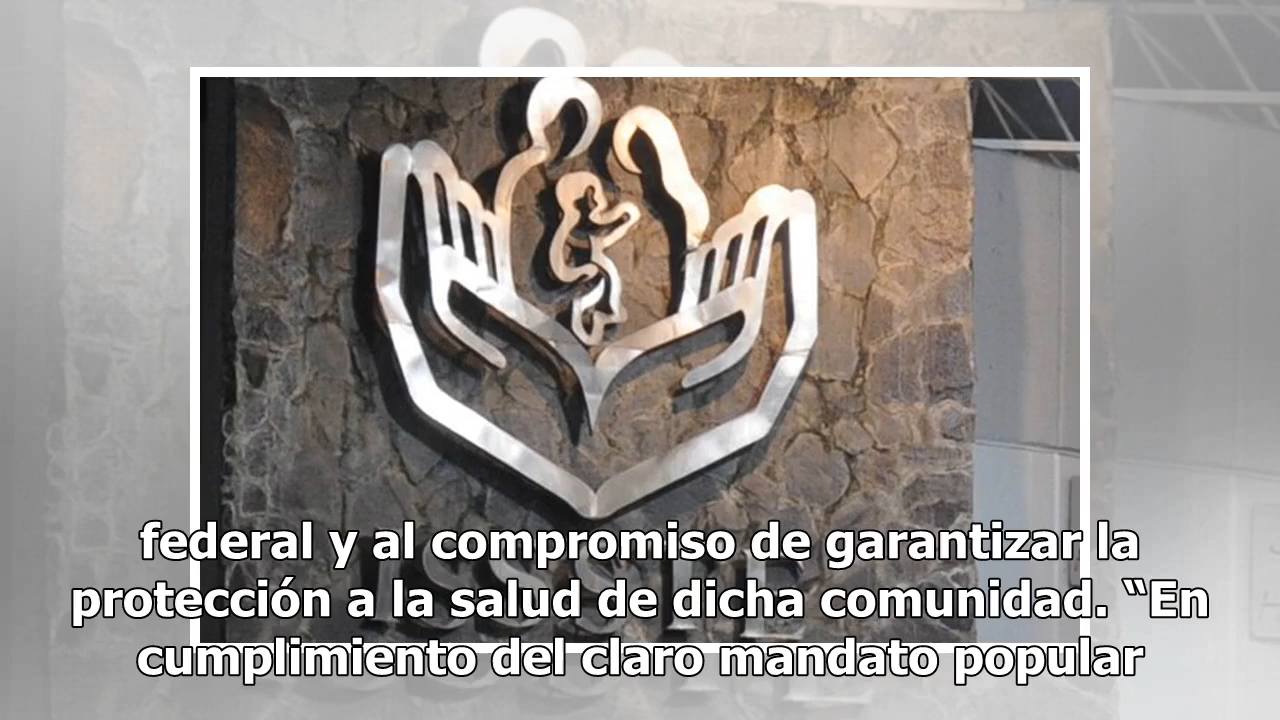 federal y al compromiso de garantizar la
protección a la salud de dicha comunidad. “En
cumplimiento del claro mandato popular